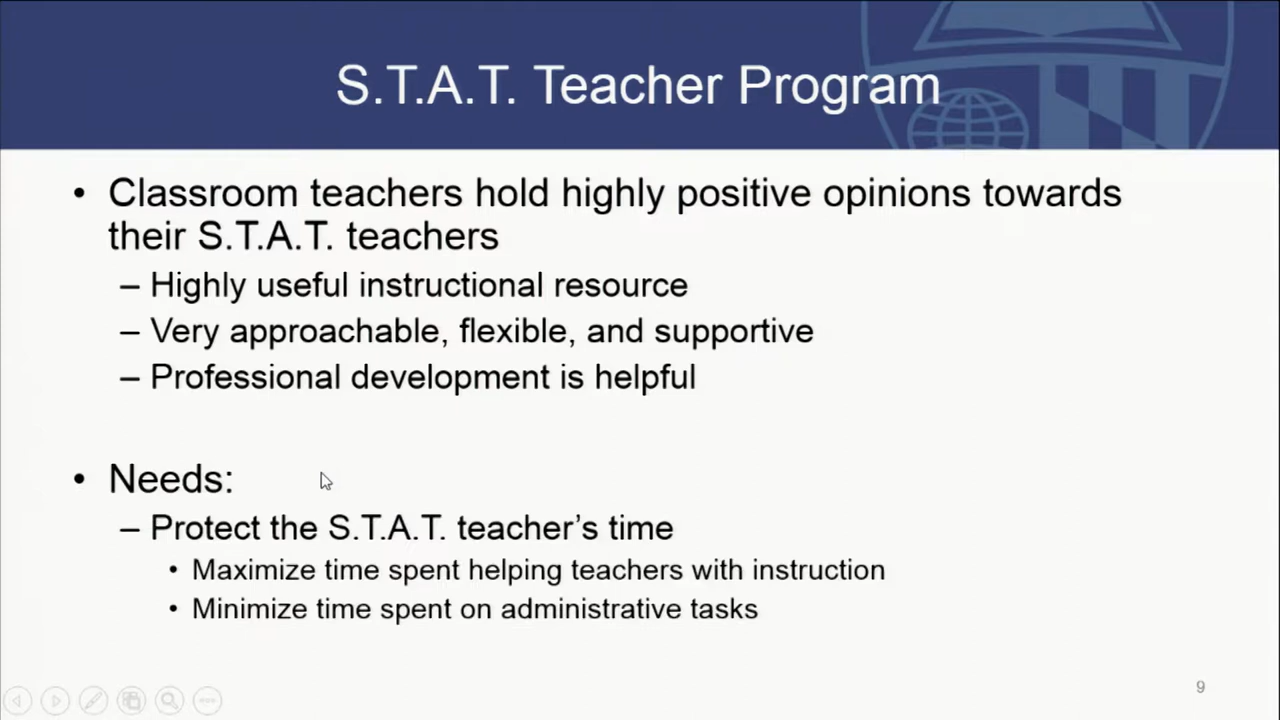 S.T.A.T. Teacher Program
• Classroom teachers hold highly positive opinions towards
their S.T.A.T. teachers
– Highly useful instructional resource
– Very approachable, flexible, and supportive
– Professional development is helpful
• Needs:
– Protect the S.T.A.T. teacher’s time
• Maximize time spent helping teachers with instruction
• Minimize time spent on administrative tasks
9